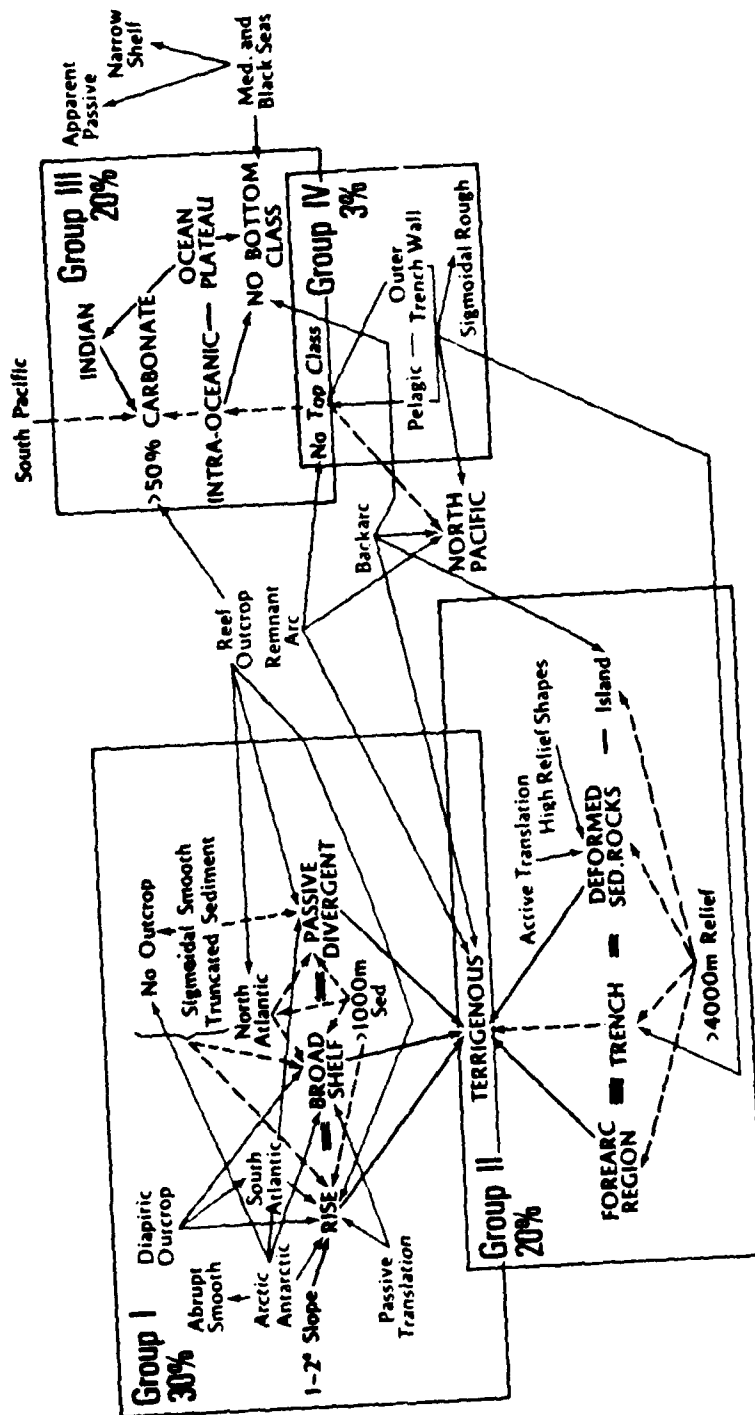 Group I
30%
Diapiric
Outcrop
No Outcrop
Abrupt
Smooth
Sigmoidal Smooth
Truncated Sediment
Arctic
Antarctic
South
Atlantic
North
Atlantic
1-2° Slope
RISE
BROAD
SHELF
PASSIVE
DIVERGENT
>1000m
Sed
Passive
Translation
Reef
Outcrop
Remnant
Arc
Backarc
South Pacific
Group III
20%
INDIAN
>50% CARBONATE
OCEAN
PLATEAU
INTRA-OCEANIC
NO BOTTOM
CLASS
Apparent
Passive
Narrow
Shelf
Med. and
Black Seas
No Top Class
Group IV
3%
Pelagic
Outer
Trench Wall
Sigmoidal Rough
NORTH
PACIFIC
Group II
20%
TERRIGENOUS
Active Translation
High Relief Shapes
FOREARC
REGION
TRENCH
DEFORMED
SED. ROCKS
Island
>4000m Relief